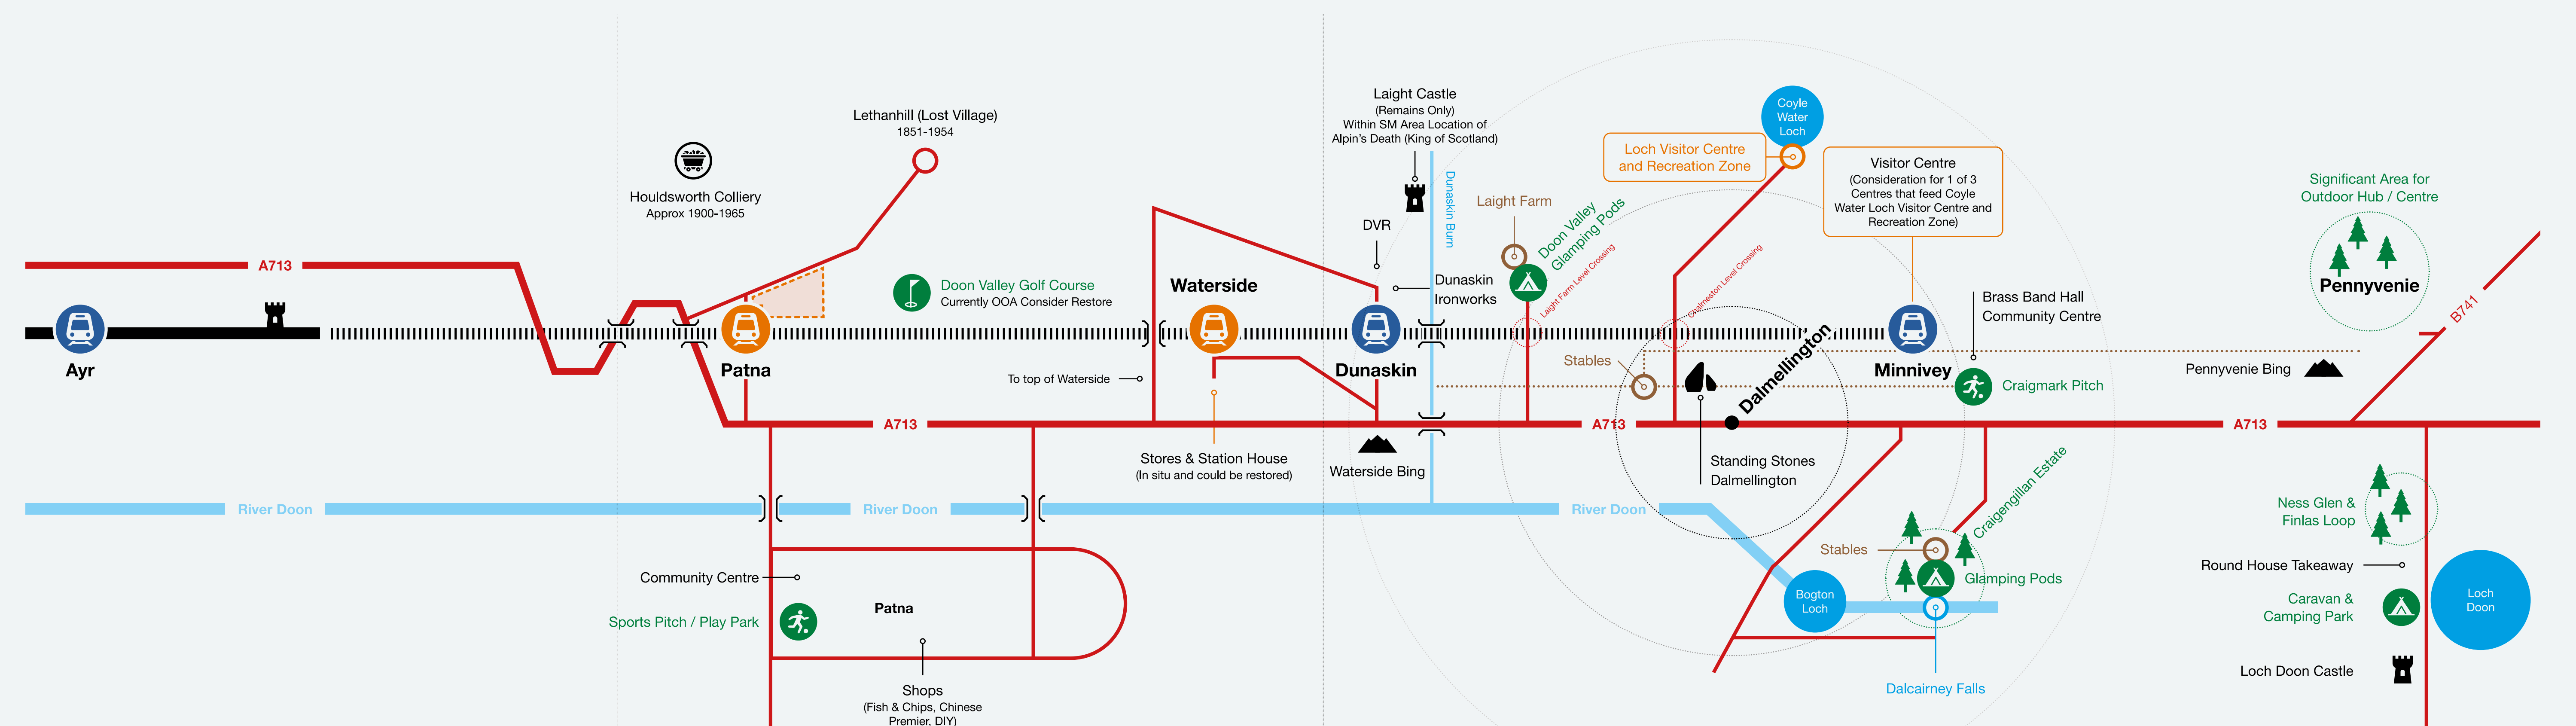 A713
Ayr
Houldsworth Colliery
Approx 1900-1965
Lethanhill (Lost Village)
1851-1954
Patna
Doon Valley Golf Course
Currently OOA Consider Restore
To top of Waterside
Waterside
Stores & Station House
(In situ and could be restored)
A713
River Doon
River Doon
Community Centre
Sports Pitch / Play Park
Patna
Shops
(Fish & Chips, Chinese
Premier, DIY)
Laight Castle
(Remains Only)
Within SM Area Location of
Alpin's Death (King of Scotland)
Dunaskin Burn
DVR
Dunaskin
Ironworks
Dunaskin
Waterside Bing
Laight Farm
Doon Valley
Glamping Pods
Laight Farm Level Crossing
Chalmeston Level Crossing
Coyle
Water
Loch
Loch Visitor Centre
and Recreation Zone
Visitor Centre
(Consideration for 1 of 3
Centres that feed Coyle
Water Loch Visitor Centre and
Recreation Zone)
Stables
Dalmellington
A713
Standing Stones
Dalmellington
River Doon
Minnivey
Brass Band Hall
Community Centre
Craigmark Pitch
Bogton
Loch
Stables
Craigengillan Estate
Glamping Pods
Dalcairney Falls
Significant Area for
Outdoor Hub / Centre
Pennyvenie
B741
Pennyvenie Bing
A713
Ness Glen &
Finlas Loop
Round House Takeaway
Caravan &
Camping Park
Loch
Doon
Loch Doon Castle